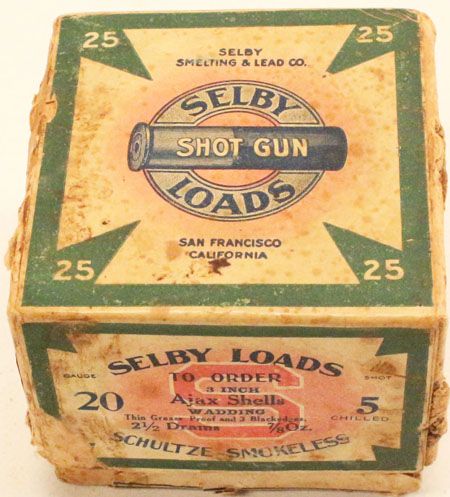 25 25
SELBY
SMELTING & LEAD CO.
SELBY
SHOT GUN
LOADS
SAN FRANCISCO
CALIFORNIA
25 25
SELBY LOADS
GAUGE TO ORDER SHOT
3 INCH
20 Ajax Shells 5
WADDING CHILLED
Thin Grease Proof and 3 Blackedges.
2½ Drams ⅞Oz.
SCHULTZE SMOKELESS
S